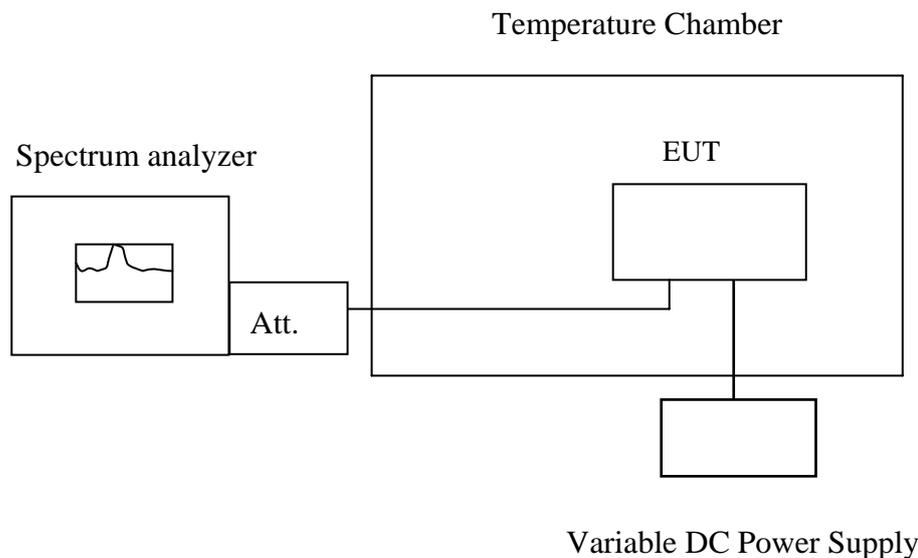 Temperature Chamber
Spectrum analyzer
EUT
Att.
Variable DC Power Supply